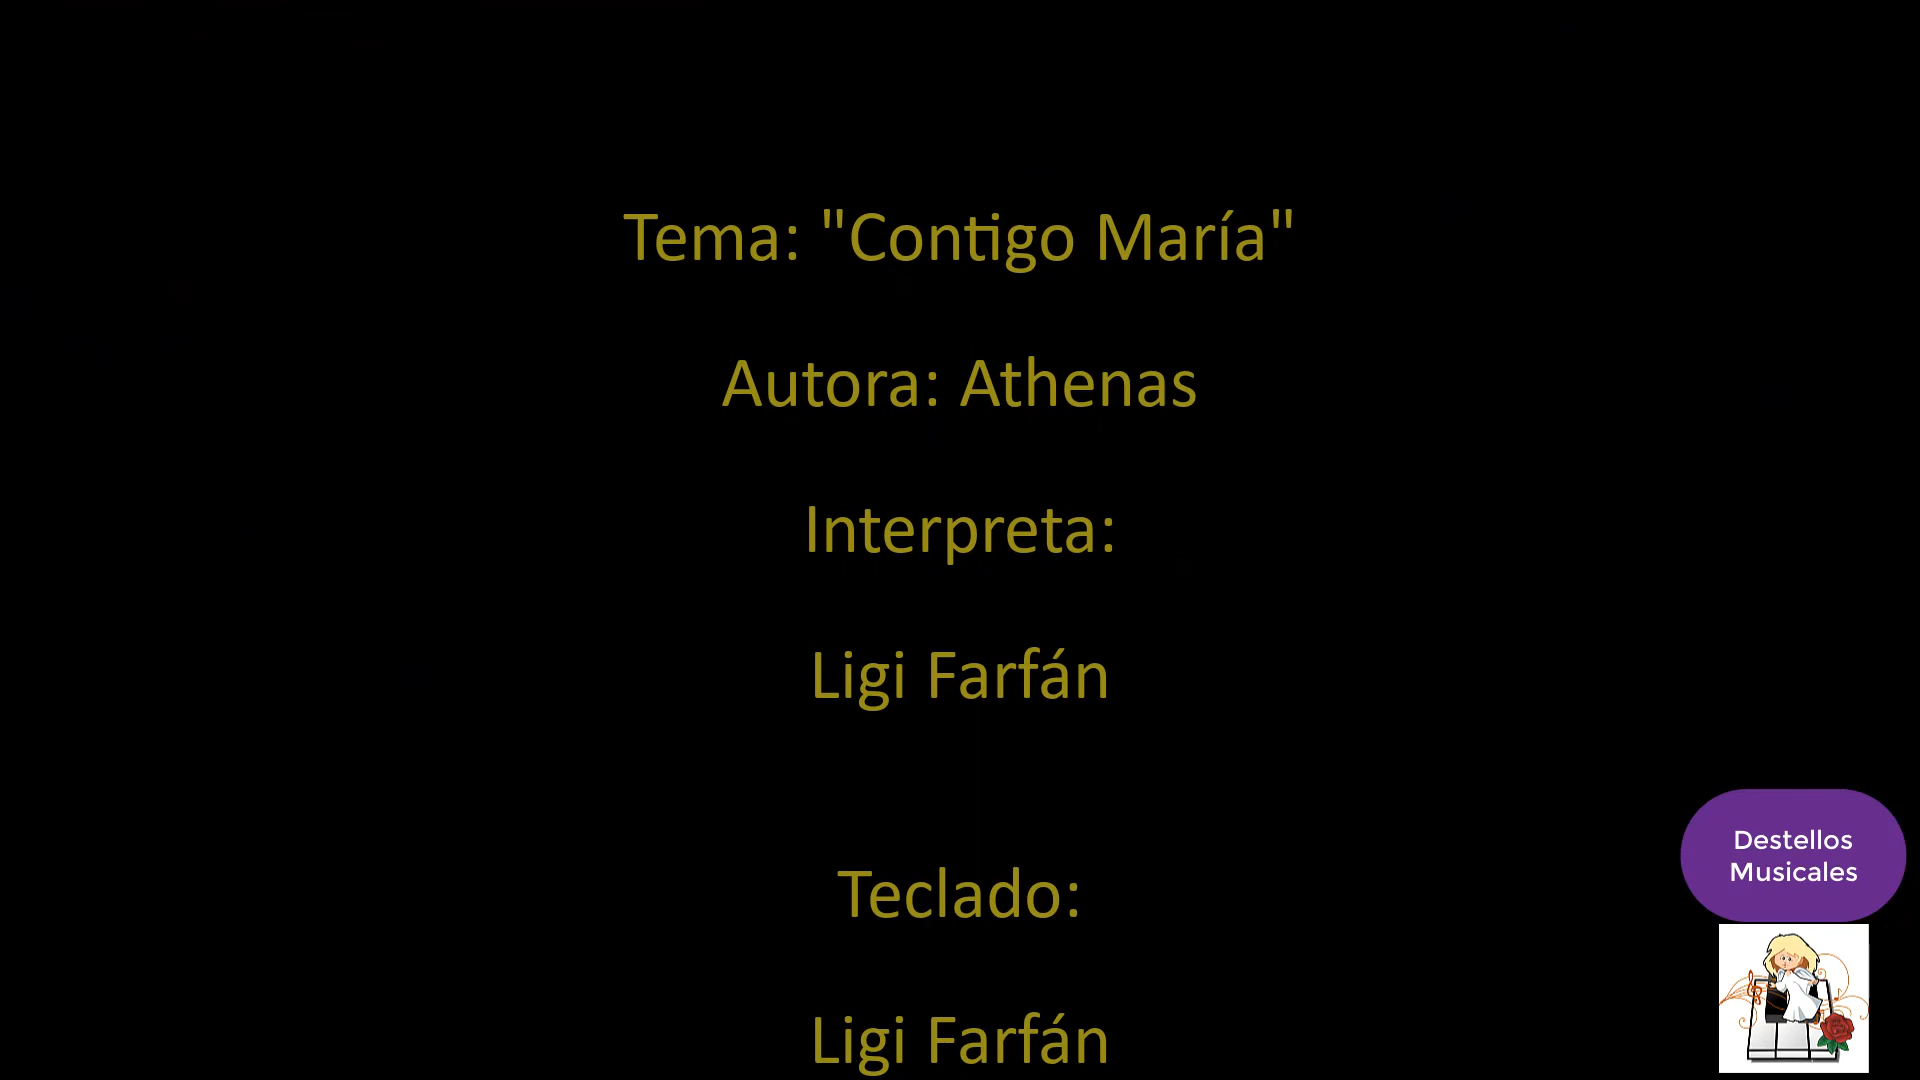 Tema: "Contigo María"
Autora: Athenas
Interpreta:
Ligi Farfán
Teclado:
Ligi Farfán
Destellos
Musicales